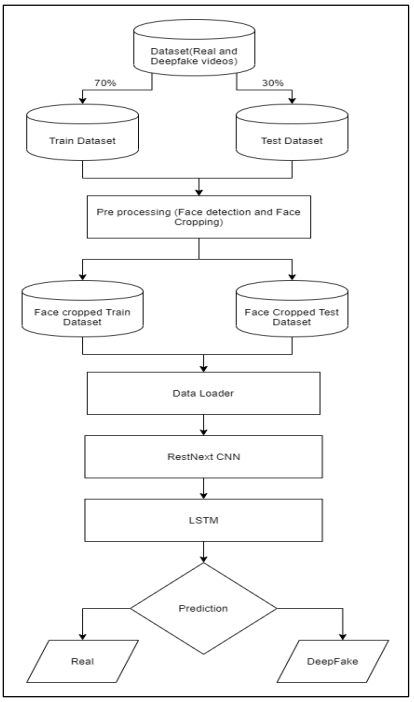 Dataset(Real and
Deepfake videos)
70%
30%
Train Dataset
Test Dataset
Pre processing (Face detection and Face
Cropping)
Face cropped Train
Dataset
Face Cropped Test
Dataset
Data Loader
RestNext CNN
LSTM
Prediction
Real
DeepFake